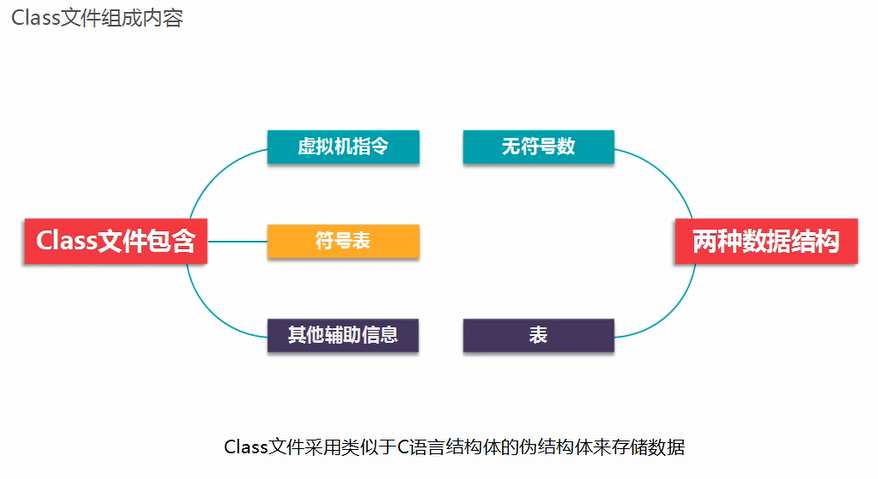 Class文件组成内容
虚拟机指令
无符号数
Class文件包含
符号表
两种数据结构
其他辅助信息
表
Class文件采用类似于C语言结构体的伪结构体来存储数据